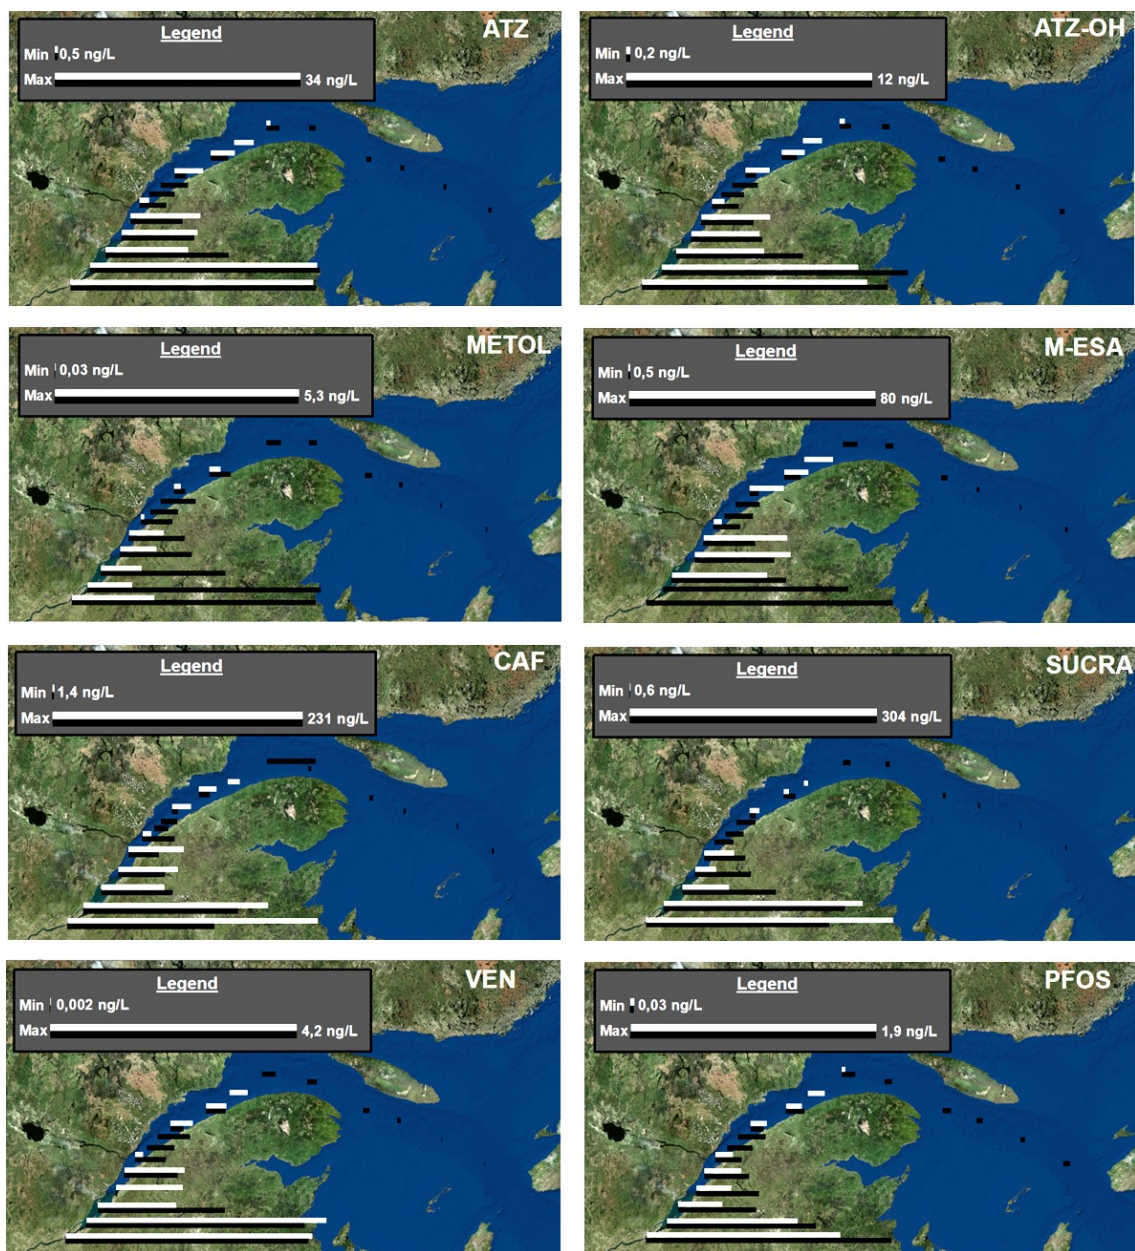 Legend
ATZ
Min 0,5 ng/L
Max 34 ng/L
Legend
ATZ-OH
Min 0,2 ng/L
Max 12 ng/L
Legend
METOL
Min 0,03 ng/L
Max 5,3 ng/L
Legend
M-ESA
Min 0,5 ng/L
Max 80 ng/L
Legend
CAF
Min 1,4 ng/L
Max 231 ng/L
Legend
SUCRA
Min 0,6 ng/L
Max 304 ng/L
Legend
VEN
Min 0,002 ng/L
Max 4,2 ng/L
Legend
PFOS
Min 0,03 ng/L
Max 1,9 ng/L